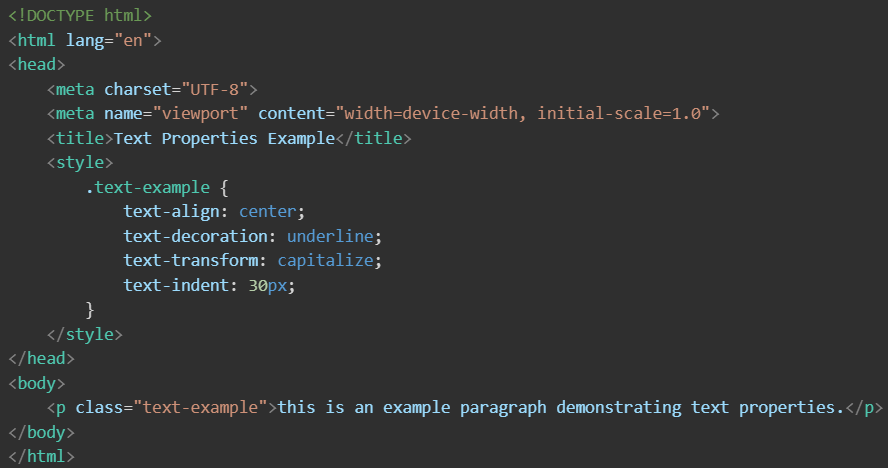 <!DOCTYPE html>
<html lang="en">
<head>
    <meta charset="UTF-8">
    <meta name="viewport" content="width=device-width, initial-scale=1.0">
    <title>Text Properties Example</title>
    <style>
        .text-example {
            text-align: center;
            text-decoration: underline;
            text-transform: capitalize;
            text-indent: 30px;
        }
    </style>
</head>
<body>
    <p class="text-example">this is an example paragraph demonstrating text properties.</p>
</body>
</html>